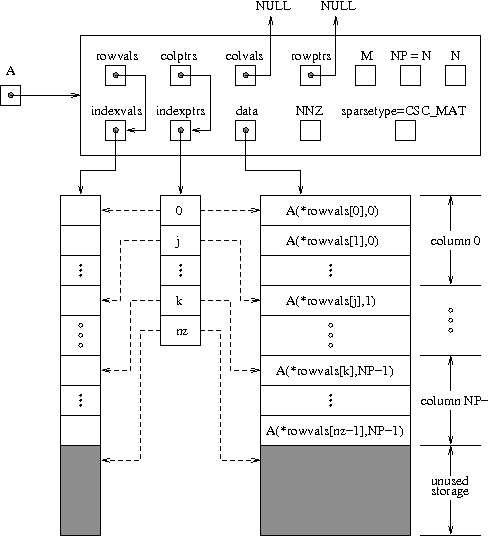 NULL NULL
A
rowvals colptrs colvals rowptrs M NP = N N
indexvals indexptrs data NNZ sparsetype=CSC_MAT
0 A(*rowvals[0],0)
j A(*rowvals[1],0) column 0
k A(*rowvals[j],1)
nz
A(*rowvals[k],NP−1)
column NP−
A(*rowvals[nz−1],NP−1)
unused
storage